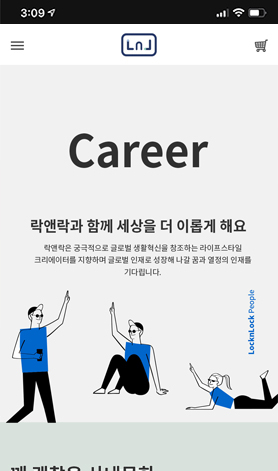 3:09
LnL
Career
락앤락과 함께 세상을 더 이롭게 해요
락앤락은 궁극적으로 글로벌 생활혁신을 창조하는 라이프스타일
크리에이터를 지향하며 글로벌 인재로 성장해 나갈 꿈과 열정의 인재를
기다립니다.
LocknLock People